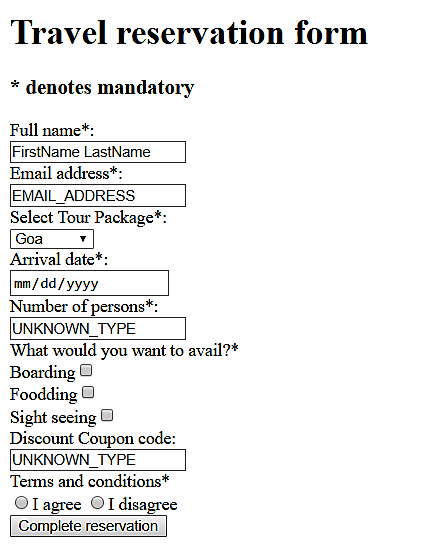 Travel reservation form
* denotes mandatory
Full name*:
FirstName LastName
Email address*:
EMAIL_ADDRESS
Select Tour Package*:
Goa
Arrival date*:
mm/dd/yyyy
Number of persons*:
UNKNOWN_TYPE
What would you want to avail?*
Boarding
Foodding
Sight seeing
Discount Coupon code:
UNKNOWN_TYPE
Terms and conditions*
I agree I disagree
Complete reservation